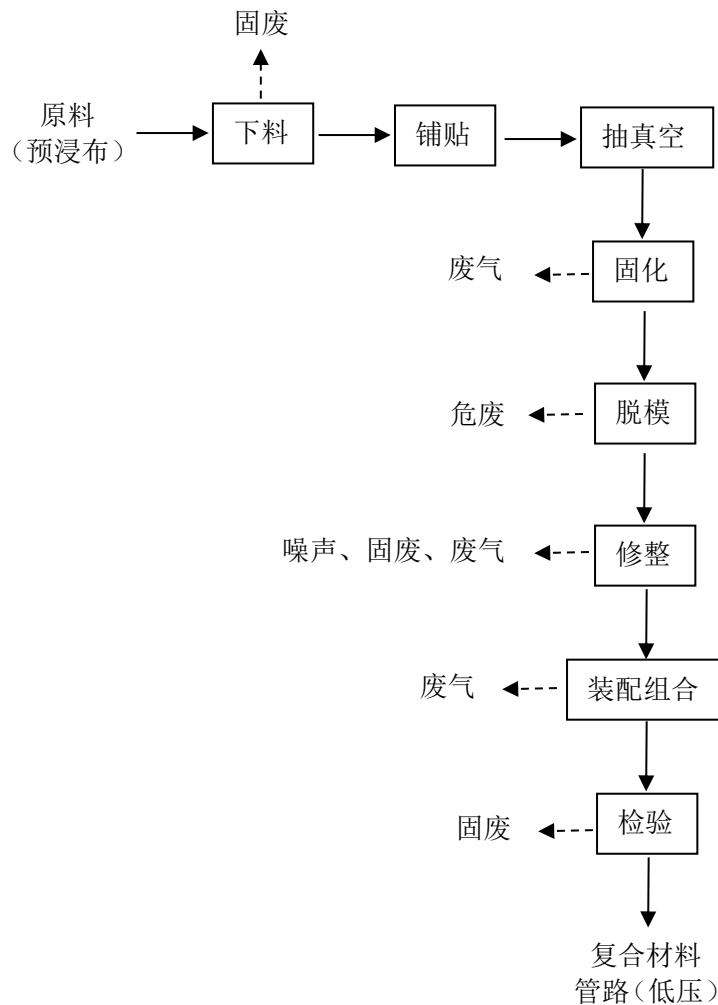 固废
原料
（预浸布）
下料
铺贴
抽真空
废气
固化
危废
脱模
噪声、固废、废气
修整
废气
装配组合
固废
检验
复合材料
管路（低压）